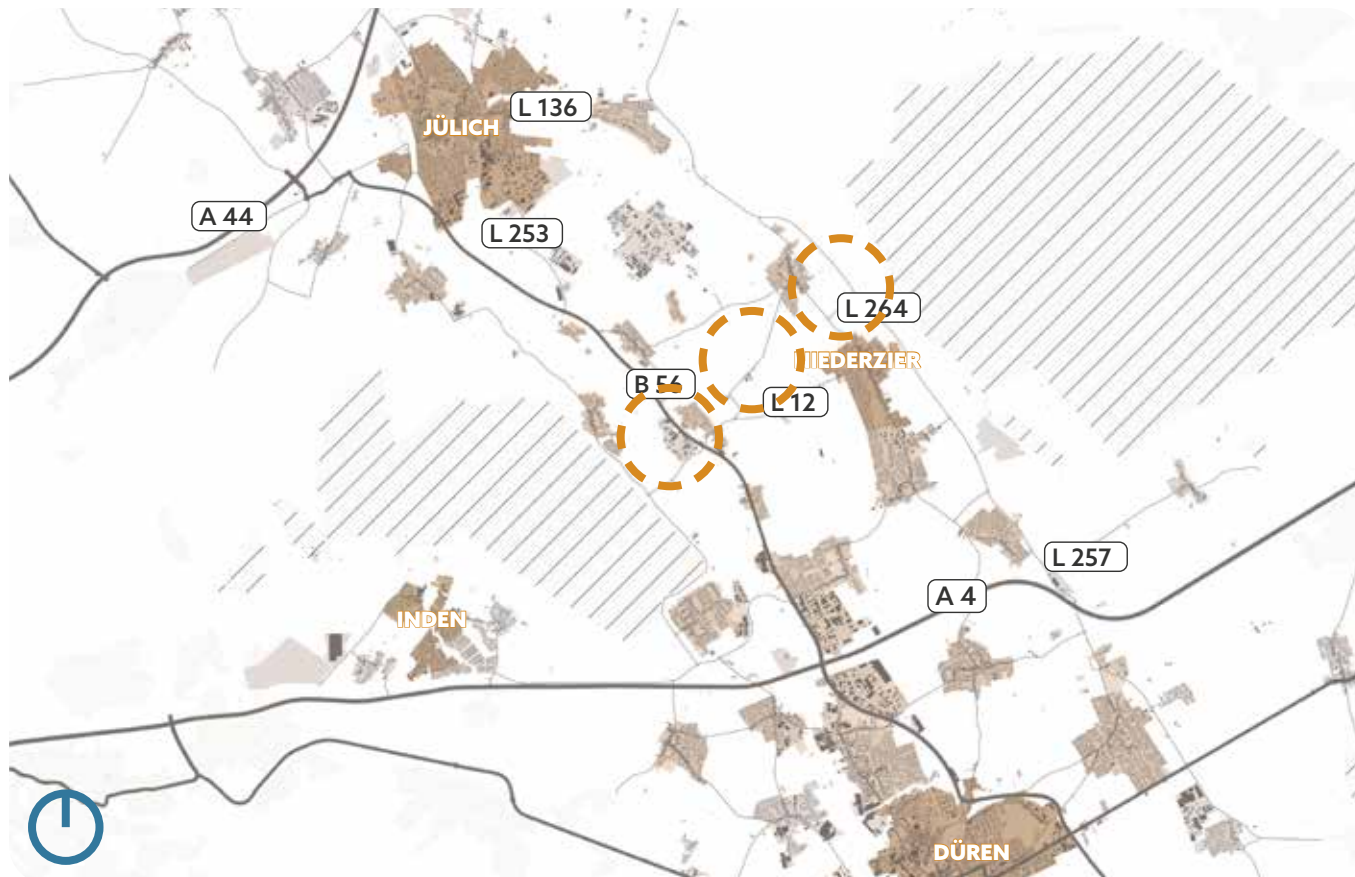 L 136
JÜLICH
A 44
L 253
L 264
NIEDERZIER
B 56
L 12
L 257
A 4
INDEN
DÜREN